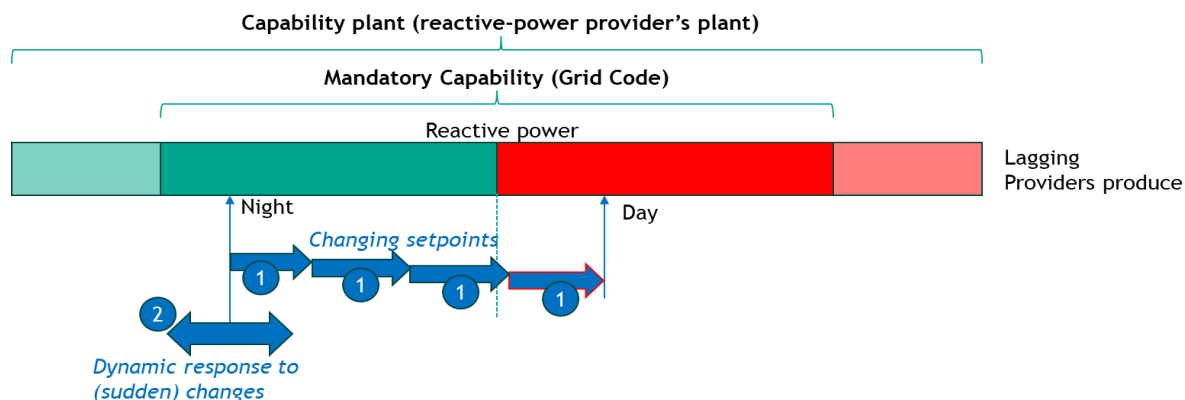 Capability plant (reactive-power provider’s plant)
Mandatory Capability (Grid Code)
Reactive power
Lagging
Providers produce
Night
Day
Changing setpoints
1
1
1
1
2
Dynamic response to
(sudden) changes